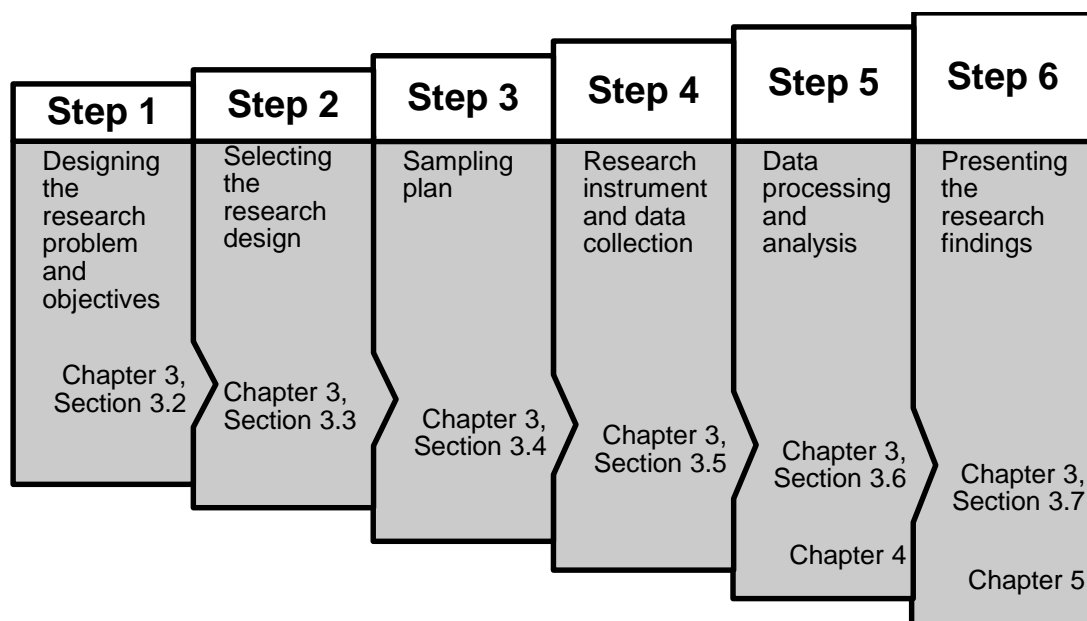 Step 1
Designing
the
research
problem
and
objectives
Chapter 3,
Section 3.2
Step 2
Selecting
the
research
design
Chapter 3,
Section 3.3
Step 3
Sampling
plan
Chapter 3,
Section 3.4
Step 4
Research
instrument
and data
collection
Chapter 3,
Section 3.5
Step 5
Data
processing
and
analysis
Chapter 3,
Section 3.6
Chapter 4
Step 6
Presenting
the
research
findings
Chapter 3,
Section 3.7
Chapter 5